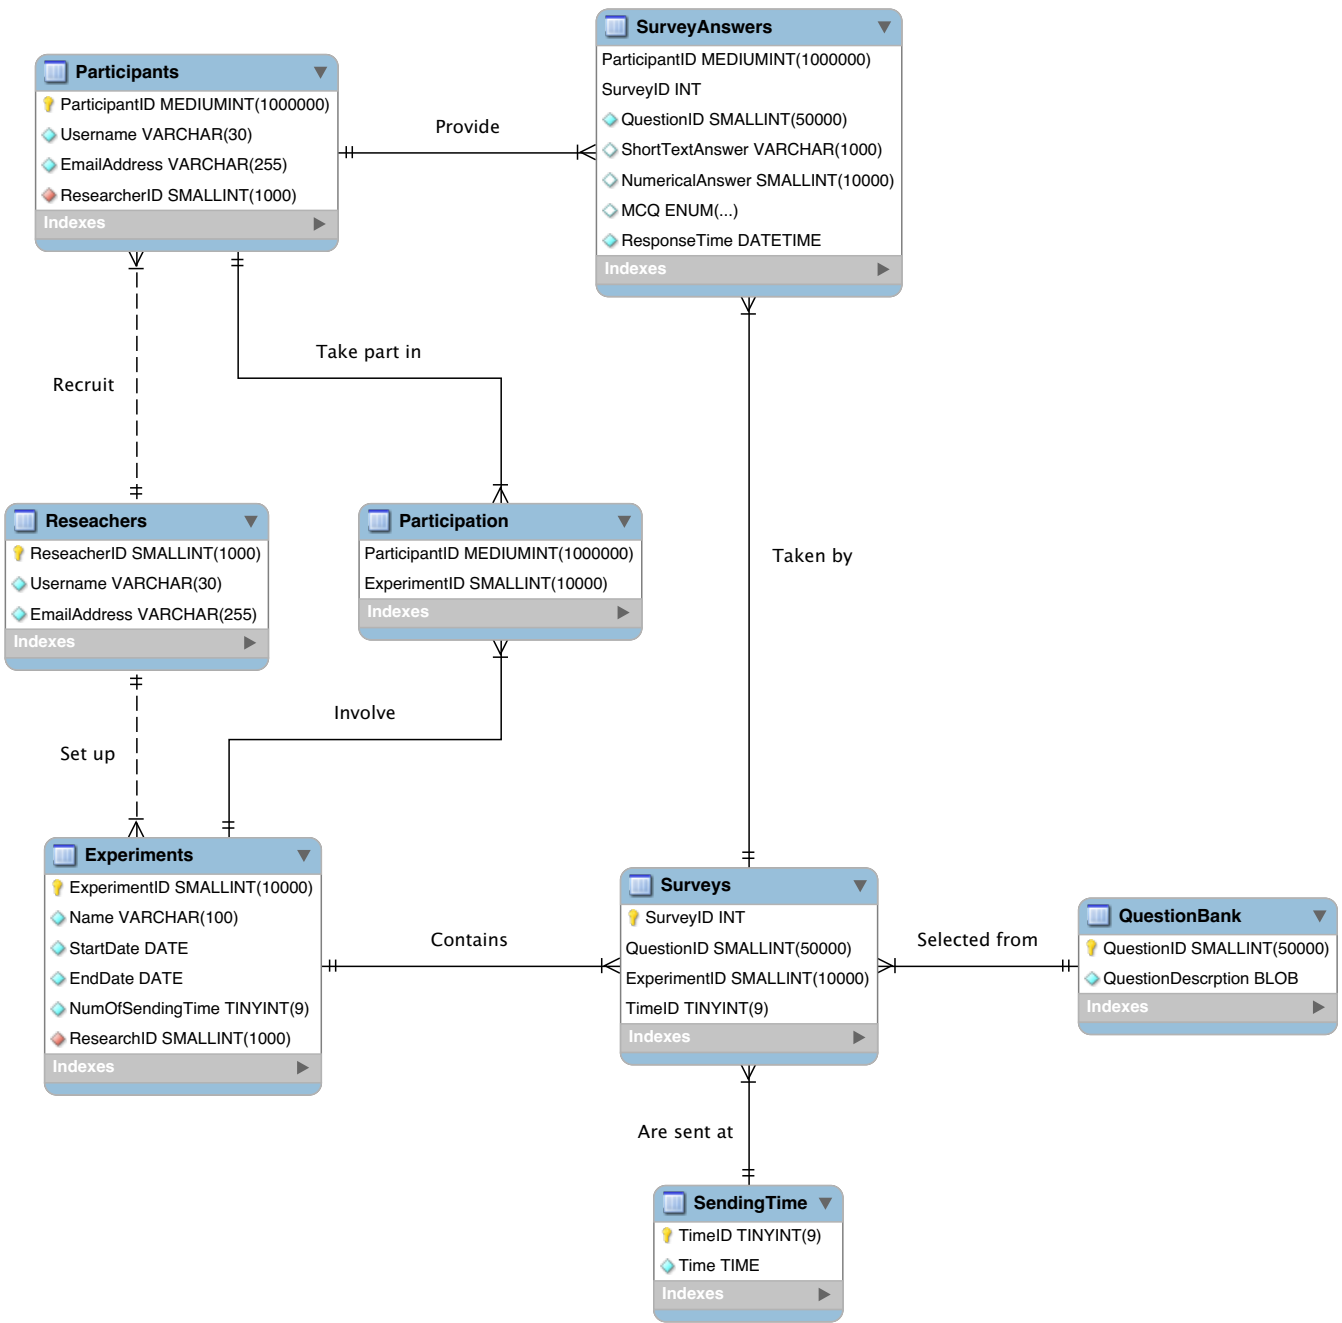 SurveyAnswers
ParticipantID MEDIUMINT(1000000)
SurveyID INT
QuestionID SMALLINT(50000)
ShortTextAnswer VARCHAR(1000)
NumericalAnswer SMALLINT(10000)
MCQ ENUM(...)
ResponseTime DATETIME
Indexes
Participants
ParticipantID MEDIUMINT(1000000)
Username VARCHAR(30)
EmailAddress VARCHAR(255)
ResearcherID SMALLINT(1000)
Indexes
Provide
Take part in
Recruit
Reseachers
ReseacherID SMALLINT(1000)
Username VARCHAR(30)
EmailAddress VARCHAR(255)
Indexes
Participation
ParticipantID MEDIUMINT(1000000)
ExperimentID SMALLINT(10000)
Indexes
Taken by
Involve
Set up
Experiments
ExperimentID SMALLINT(10000)
Name VARCHAR(100)
StartDate DATE
EndDate DATE
NumOfSendingTime TINYINT(9)
ResearchID SMALLINT(1000)
Indexes
Contains
Surveys
SurveyID INT
QuestionID SMALLINT(50000)
ExperimentID SMALLINT(10000)
TimeID TINYINT(9)
Indexes
Selected from
QuestionBank
QuestionID SMALLINT(50000)
QuestionDescrption BLOB
Indexes
Are sent at
SendingTime
TimeID TINYINT(9)
Time TIME
Indexes